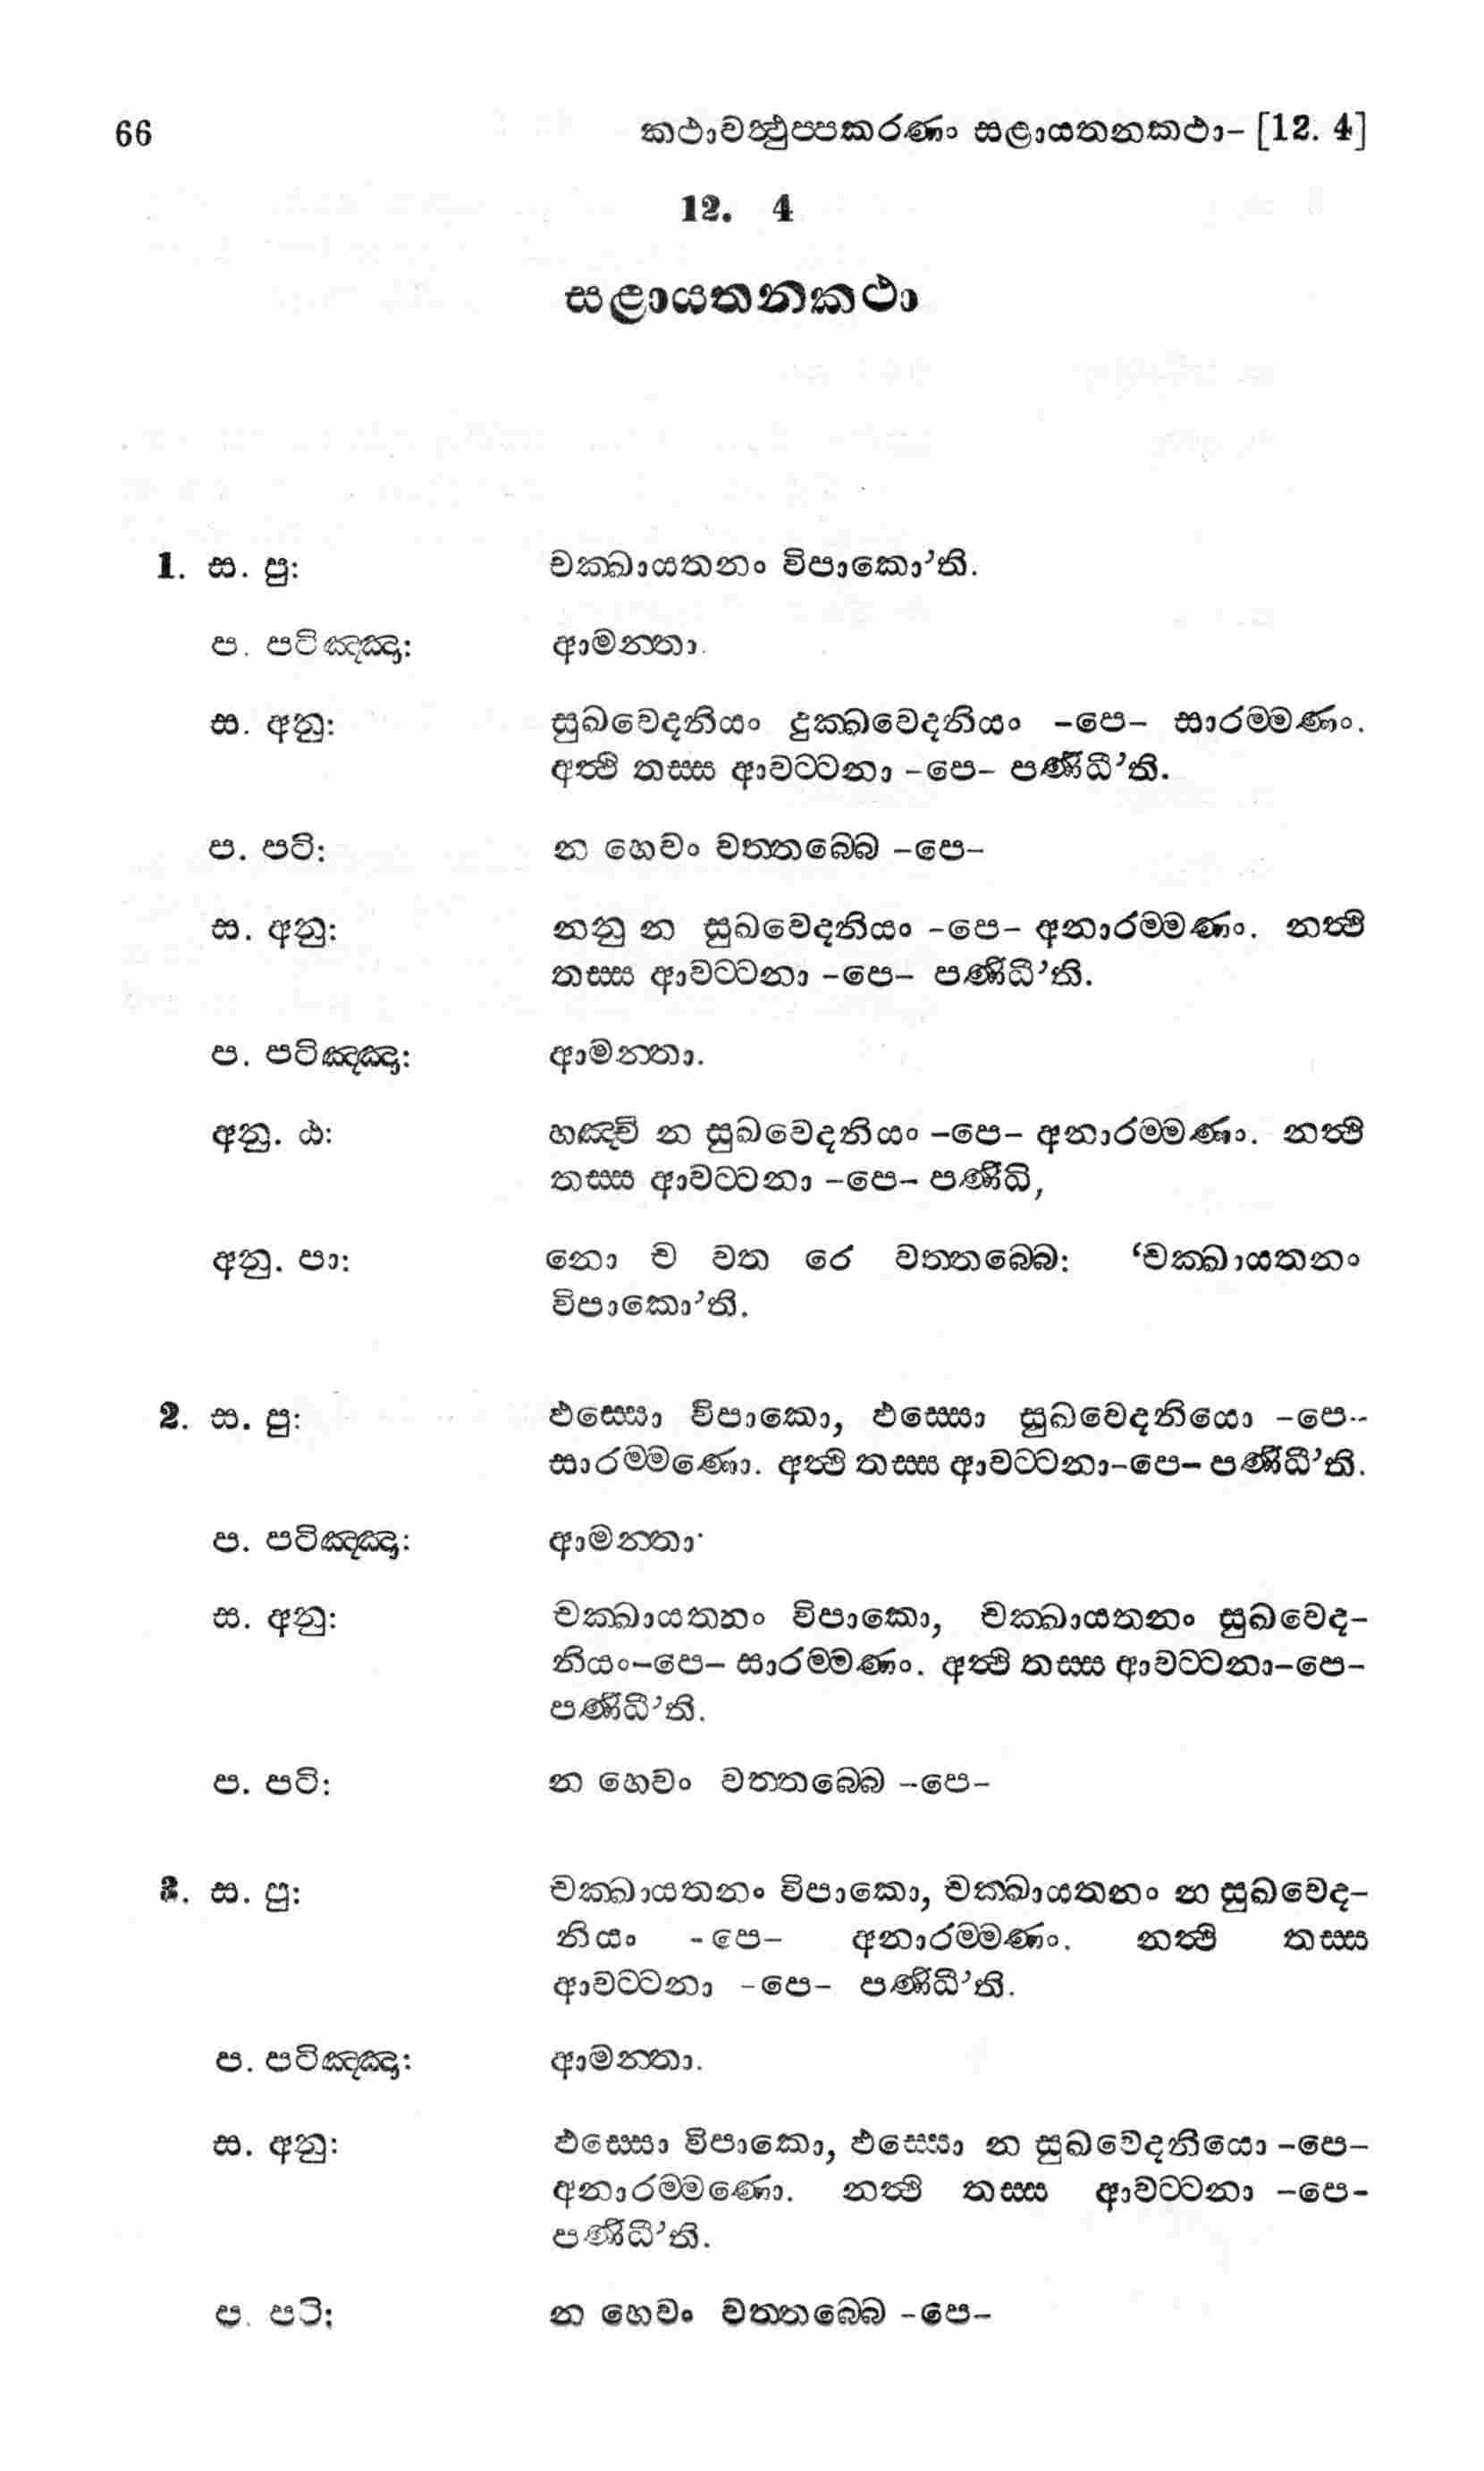 66 කථාවත්‍ථුප්පකරණං සළායතනකථා– [12. 4]
12. 4
සළායතනකථා
1. ස. පු: චක්ඛායතනං විපාකො’ති.
ප. පටිඤ්ඤා: ආමන්තා.
ස. අනු: සුඛවෙදනියං දුක්ඛවෙදනියං –පෙ– සාරම්මණං.
අත්‍ථි තස්ස ආවට්ටනා –පෙ– පණිධී’ති.
ප. පටි: න හෙවං වත්තබ්බෙ –පෙ–
ස. අනු: නනු න සුඛවෙදනියං –පෙ– අනාරම්මණං. නත්‍ථි
තස්ස ආවට්ටනා –පෙ– පණිධී’ති.
ප. පටිඤ්ඤා: ආමන්තා.
අනු. ඨ: හඤ්චි න සුඛවෙදනියං –පෙ– අනාරම්මණං. නත්‍ථි
තස්ස ආවට්ටනා –පෙ– පණිධි,
අනු. පා: නො ච වත රෙ වත්තබ්බෙ: ‘චක්ඛායතනං
විපාකො’ති.
2. ස. පු: ඵස්සො විපාකො, ඵස්සො සුඛවෙදනියො –පෙ–
සාරම්මණො. අත්‍ථි තස්ස ආවට්ටනා–පෙ– පණිධී’ති.
ප. පටිඤ්ඤා: ආමන්තා·
ස. අනු: චක්ඛායතනං විපාකො, චක්ඛායතනං සුඛවෙද–
නියං–පෙ– සාරම්මණං. අත්‍ථි තස්ස ආවට්ටනා–පෙ–
පණිධී’ති.
ප. පටි: න හෙවං වත්තබ්බෙ –පෙ–
3. ස. පු: චක්ඛායතනං විපාකො, චක්ඛායතනං න සුඛවෙද–
නියං –පෙ– අනාරම්මණං. නත්‍ථි තස්ස
ආවට්ටනා –පෙ– පණිධී’ති.
ප. පටිඤ්ඤා: ආමන්තා.
ස. අනු: ඵස්සො විපාකො, ඵස්සො න සුඛවෙදනියො –පෙ–
අනාරම්මණො. නත්‍ථි තස්ස ආවට්ටනා –පෙ–
පණිධී’ති.
ප. පටි: න හෙවං වත්තබ්බෙ –පෙ–